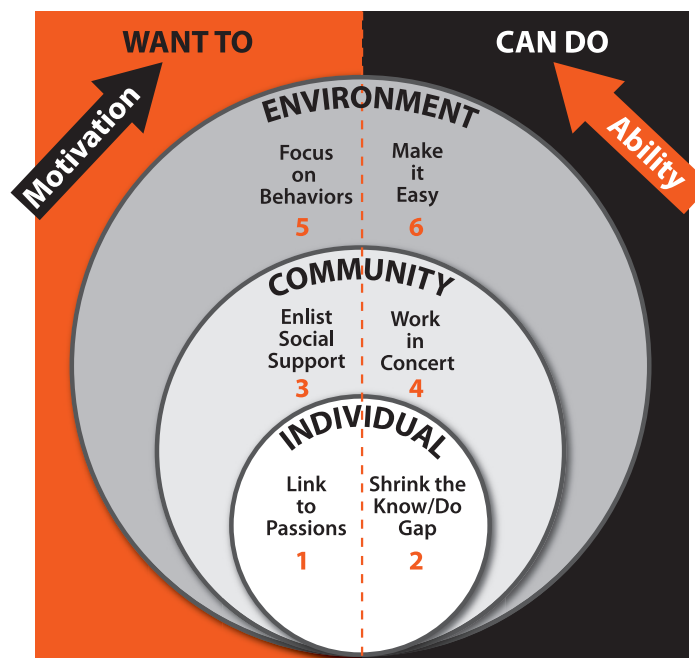 WANT TO
CAN DO
Motivation
Ability
ENVIRONMENT
Focus
on
Behaviors
5
Make
it
Easy
6
COMMUNITY
Enlist
Social
Support
3
Work
in
Concert
4
INDIVIDUAL
Link
to
Passions
1
Shrink the
Know/Do
Gap
2